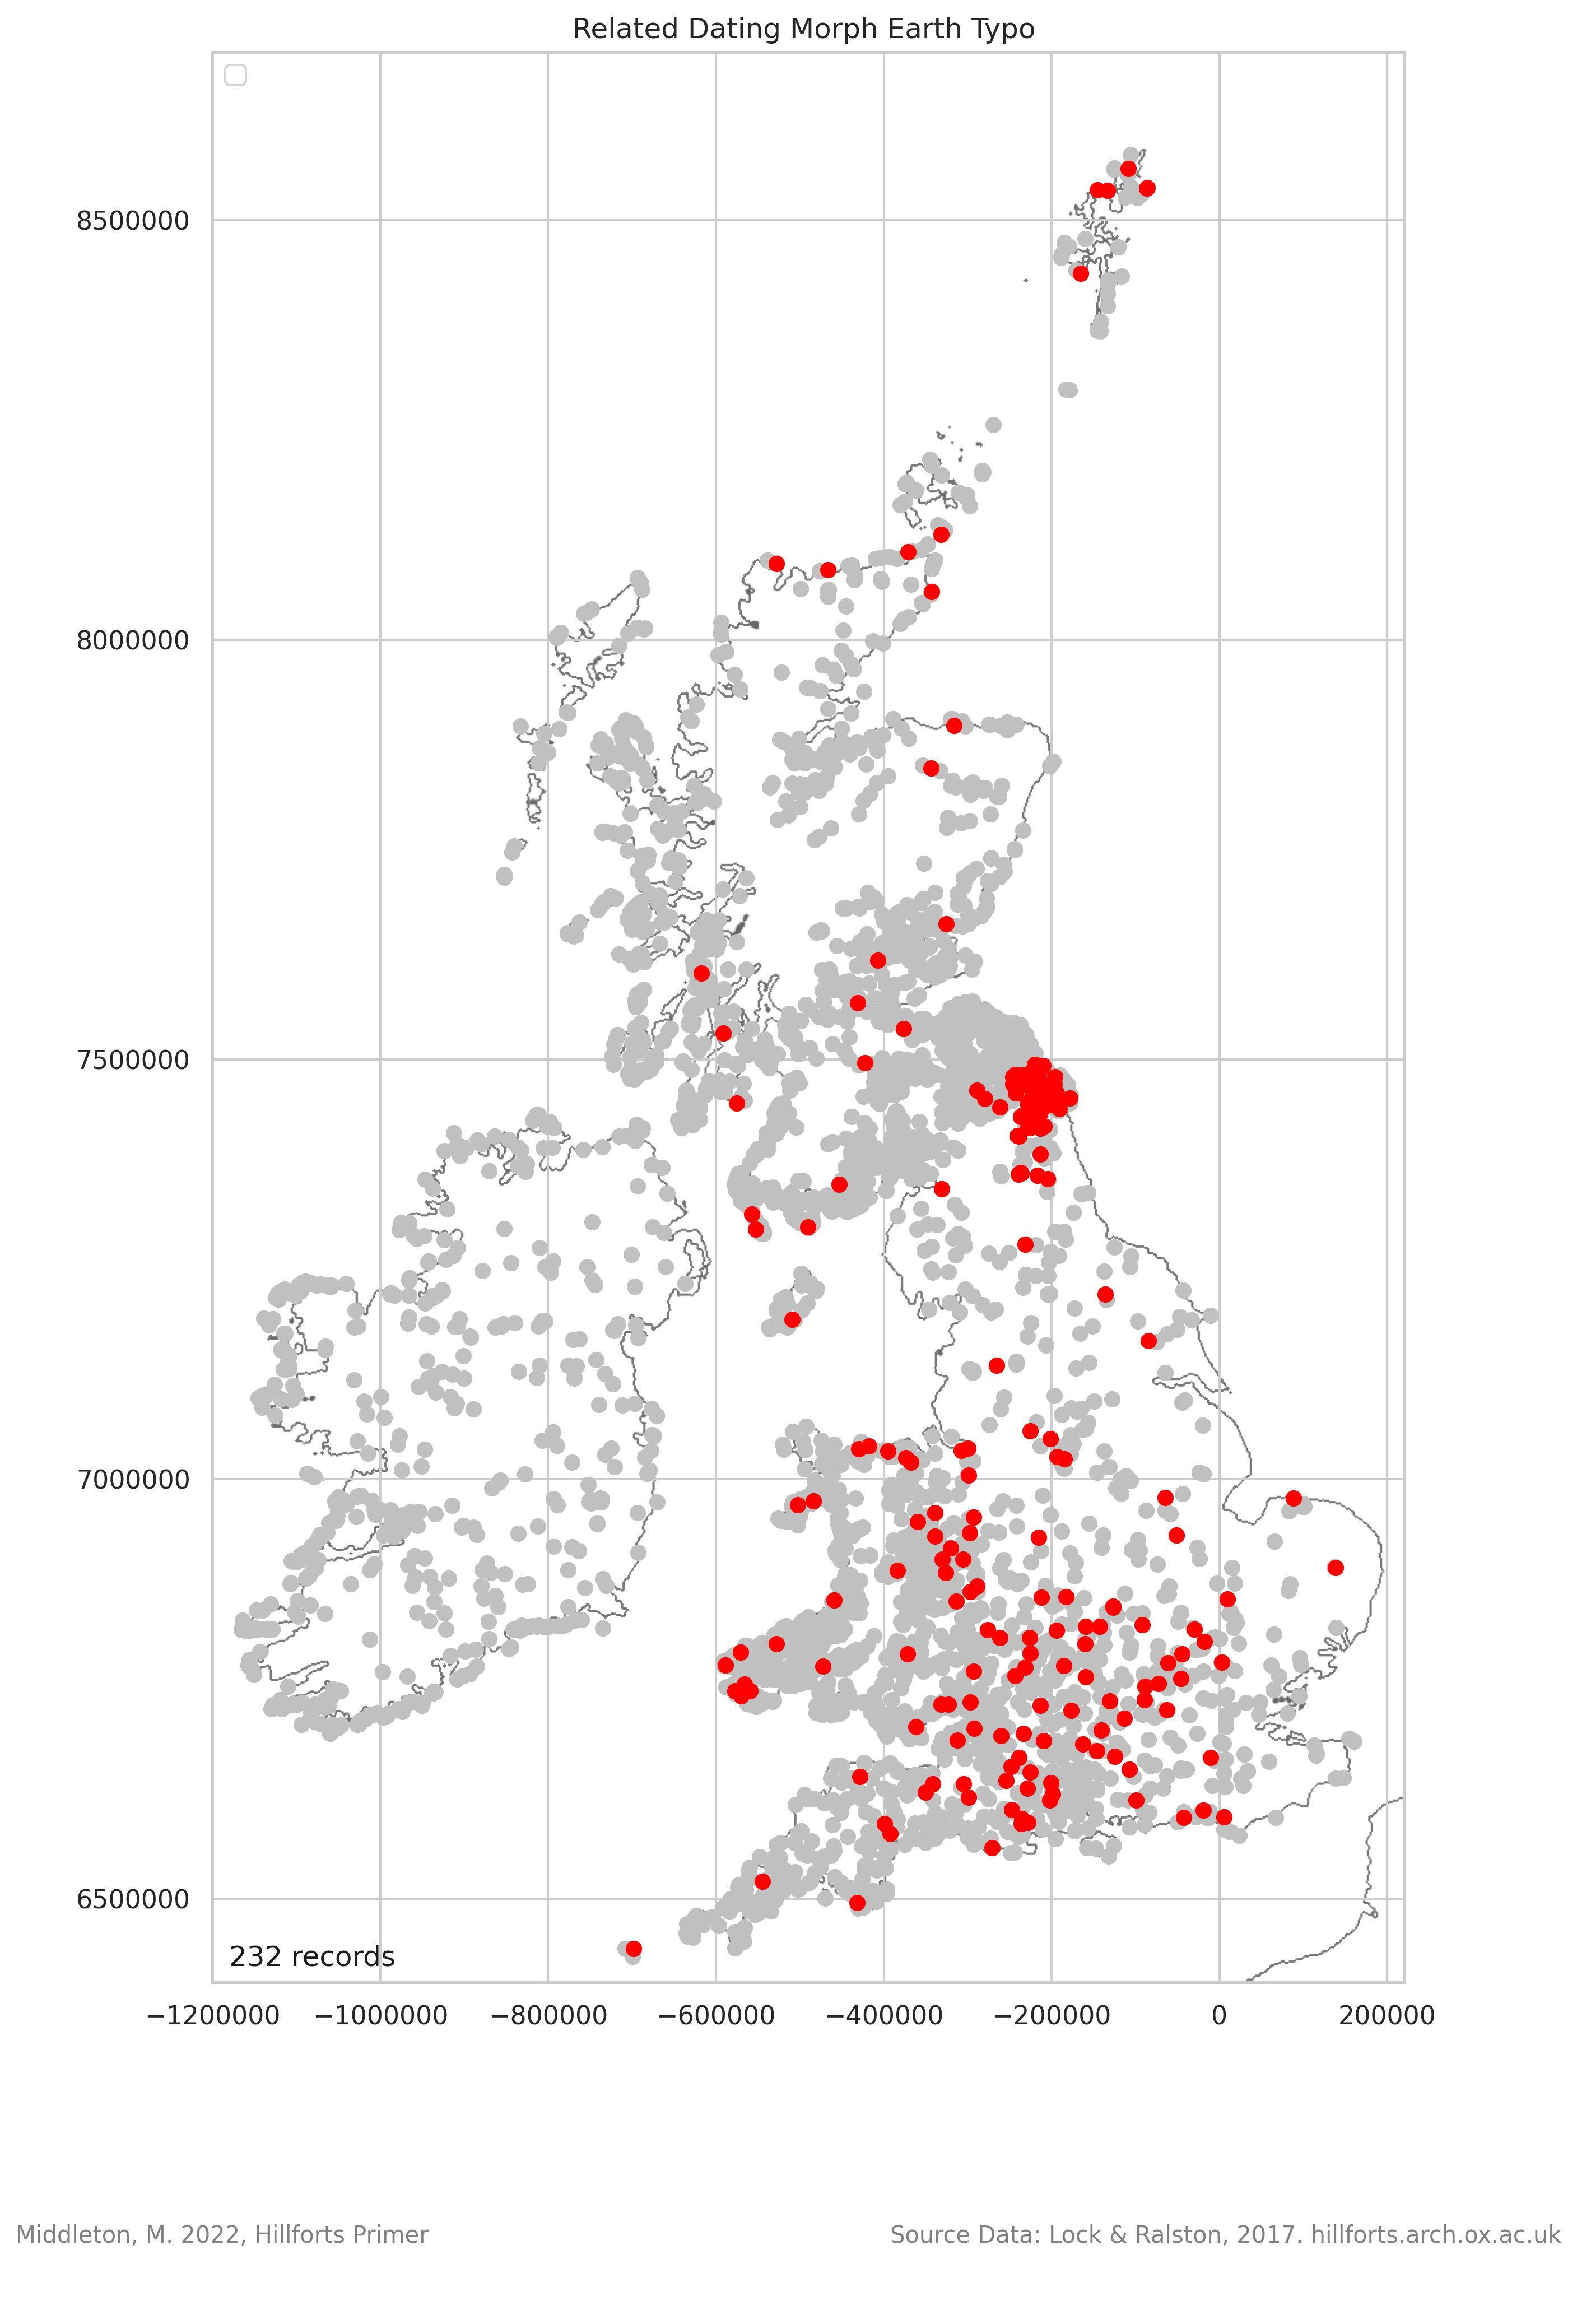 Related Dating Morph Earth Typo
8500000
8000000
7500000
7000000
6500000
232 records
−1200000 −1000000 −800000 −600000 −400000 −200000 0 200000
Middleton, M. 2022, Hillforts Primer
Source Data: Lock & Ralston, 2017. hillforts.arch.ox.ac.uk